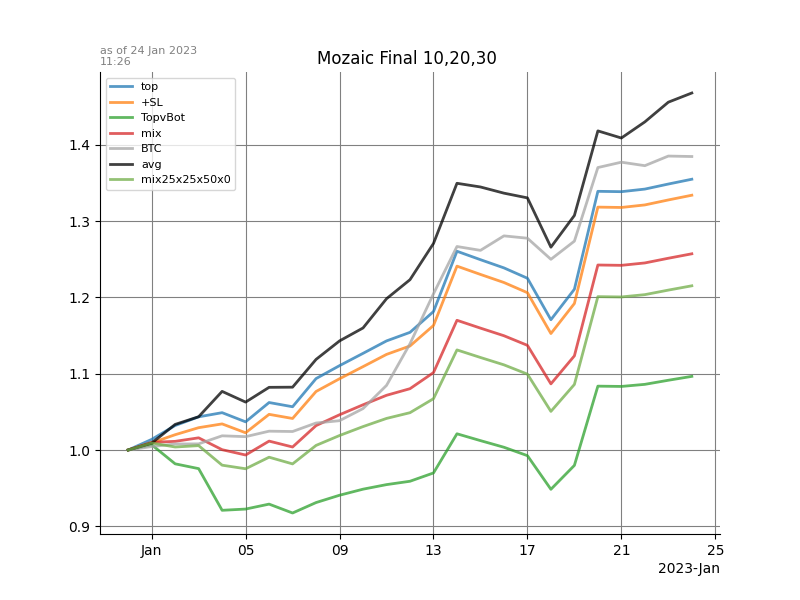 as of 24 Jan 2023
11:26
Mozaic Final 10,20,30
top
+SL
TopvBot
mix
BTC
avg
mix25x25x50x0
1.4
1.3
1.2
1.1
1.0
0.9
Jan 05 09 13 17 21 25
2023-Jan